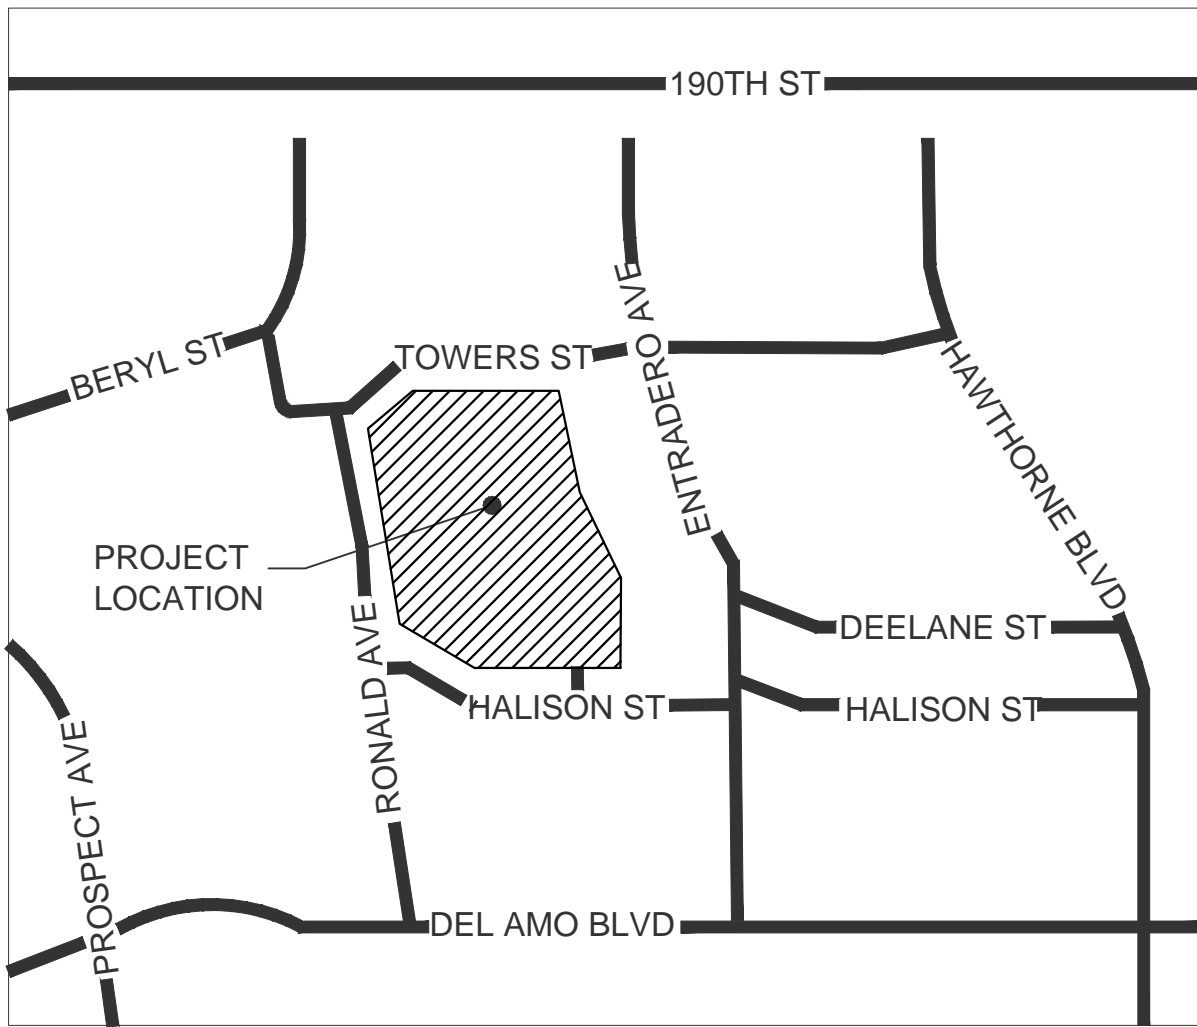 190TH ST
BERYL ST
TOWERS ST
ENTRADERO AVE
HAWTHORNE BLVD
PROJECT
LOCATION
RONALD AVE
DEELANE ST
HALISON ST
HALISON ST
PROSPECT AVE
DEL AMO BLVD